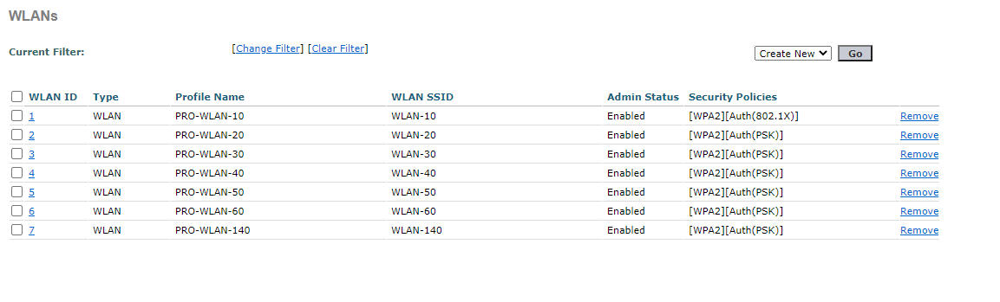 WLANs
Current Filter: [Change Filter] [Clear Filter] Create New Go
WLAN ID Type Profile Name WLAN SSID Admin Status Security Policies
1 WLAN PRO-WLAN-10 WLAN-10 Enabled [WPA2][Auth(802.1X)] Remove
2 WLAN PRO-WLAN-20 WLAN-20 Enabled [WPA2][Auth(PSK)] Remove
3 WLAN PRO-WLAN-30 WLAN-30 Enabled [WPA2][Auth(PSK)] Remove
4 WLAN PRO-WLAN-40 WLAN-40 Enabled [WPA2][Auth(PSK)] Remove
5 WLAN PRO-WLAN-50 WLAN-50 Enabled [WPA2][Auth(PSK)] Remove
6 WLAN PRO-WLAN-60 WLAN-60 Enabled [WPA2][Auth(PSK)] Remove
7 WLAN PRO-WLAN-140 WLAN-140 Enabled [WPA2][Auth(PSK)] Remove